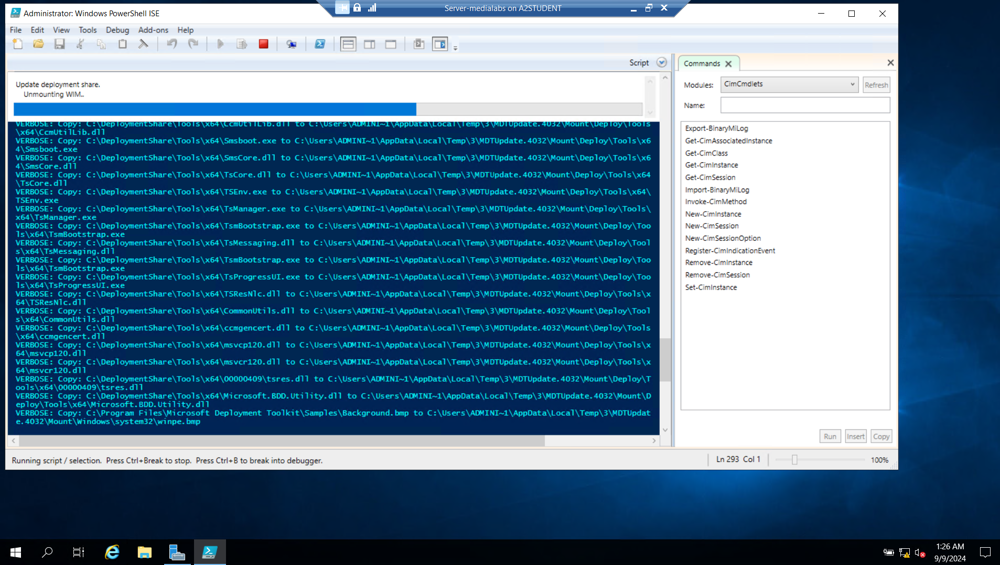 Server-medialabs on A2STUDENT
Administrator: Windows PowerShell ISE
File Edit View Tools Debug Add-ons Help
Script
Update deployment share.
Unmounting WIM..
VERBOSE: Copy: C:\DeploymentShare\Tools\x64\CcmUtilLib.dll to C:\Users\ADMINI~1\AppData\Local\Temp\3\MDTUpdate.4032\Mount\Deploy\Tools
\x64\CcmUtilLib.dll
VERBOSE: Copy: C:\DeploymentShare\Tools\x64\Smsboot.exe to C:\Users\ADMINI~1\AppData\Local\Temp\3\MDTUpdate.4032\Mount\Deploy\Tools\x6
4\Smsboot.exe
VERBOSE: Copy: C:\DeploymentShare\Tools\x64\SmsCore.dll to C:\Users\ADMINI~1\AppData\Local\Temp\3\MDTUpdate.4032\Mount\Deploy\Tools\x6
4\SmsCore.dll
VERBOSE: Copy: C:\DeploymentShare\Tools\x64\TsCore.dll to C:\Users\ADMINI~1\AppData\Local\Temp\3\MDTUpdate.4032\Mount\Deploy\Tools\x64
\TsCore.dll
VERBOSE: Copy: C:\DeploymentShare\Tools\x64\TSEnv.exe to C:\Users\ADMINI~1\AppData\Local\Temp\3\MDTUpdate.4032\Mount\Deploy\Tools\x64\
TSEnv.exe
VERBOSE: Copy: C:\DeploymentShare\Tools\x64\TsManager.exe to C:\Users\ADMINI~1\AppData\Local\Temp\3\MDTUpdate.4032\Mount\Deploy\Tools\
x64\TsManager.exe
VERBOSE: Copy: C:\DeploymentShare\Tools\x64\TsmBootstrap.exe to C:\Users\ADMINI~1\AppData\Local\Temp\3\MDTUpdate.4032\Mount\Deploy\Too
ls\x64\TsmBootstrap.exe
VERBOSE: Copy: C:\DeploymentShare\Tools\x64\TsMessaging.dll to C:\Users\ADMINI~1\AppData\Local\Temp\3\MDTUpdate.4032\Mount\Deploy\Tool
s\x64\TsMessaging.dll
VERBOSE: Copy: C:\DeploymentShare\Tools\x64\TsmBootstrap.exe to C:\Users\ADMINI~1\AppData\Local\Temp\3\MDTUpdate.4032\Mount\Deploy\Too
ls\x64\TsmBootstrap.exe
VERBOSE: Copy: C:\DeploymentShare\Tools\x64\TsProgressUI.exe to C:\Users\ADMINI~1\AppData\Local\Temp\3\MDTUpdate.4032\Mount\Deploy\Too
ls\x64\TsProgressUI.exe
VERBOSE: Copy: C:\DeploymentShare\Tools\x64\TSResNlc.dll to C:\Users\ADMINI~1\AppData\Local\Temp\3\MDTUpdate.4032\Mount\Deploy\Tools\x
64\TSResNlc.dll
VERBOSE: Copy: C:\DeploymentShare\Tools\x64\CommonUtils.dll to C:\Users\ADMINI~1\AppData\Local\Temp\3\MDTUpdate.4032\Mount\Deploy\Tool
s\x64\CommonUtils.dll
VERBOSE: Copy: C:\DeploymentShare\Tools\x64\ccmgencert.dll to C:\Users\ADMINI~1\AppData\Local\Temp\3\MDTUpdate.4032\Mount\Deploy\Tools
\x64\ccmgencert.dll
VERBOSE: Copy: C:\DeploymentShare\Tools\x64\msvcp120.dll to C:\Users\ADMINI~1\AppData\Local\Temp\3\MDTUpdate.4032\Mount\Deploy\Tools\x
64\msvcp120.dll
VERBOSE: Copy: C:\DeploymentShare\Tools\x64\msvcr120.dll to C:\Users\ADMINI~1\AppData\Local\Temp\3\MDTUpdate.4032\Mount\Deploy\Tools\x
64\msvcr120.dll
VERBOSE: Copy: C:\DeploymentShare\Tools\x64\00000409\tsres.dll to C:\Users\ADMINI~1\AppData\Local\Temp\3\MDTUpdate.4032\Mount\Deploy\T
ools\x64\00000409\tsres.dll
VERBOSE: Copy: C:\DeploymentShare\Tools\x64\Microsoft.BDD.Utility.dll to C:\Users\ADMINI~1\AppData\Local\Temp\3\MDTUpdate.4032\Mount\D
eploy\Tools\x64\Microsoft.BDD.Utility.dll
VERBOSE: Copy: C:\Program Files\Microsoft Deployment Toolkit\Samples\Background.bmp to C:\Users\ADMINI~1\AppData\Local\Temp\3\MDTUpdat
e.4032\Mount\Windows\system32\winpe.bmp
Commands
Modules: CimCmdlets Refresh
Name:
Export-BinaryMiLog
Get-CimAssociatedInstance
Get-CimClass
Get-CimInstance
Get-CimSession
Import-BinaryMiLog
Invoke-CimMethod
New-CimInstance
New-CimSession
New-CimSessionOption
Register-CimIndicationEvent
Remove-CimInstance
Remove-CimSession
Set-CimInstance
Run Insert Copy
Running script / selection. Press Ctrl+Break to stop. Press Ctrl+B to break into debugger.
Ln 293 Col 1
100%
1:26 AM
9/9/2024